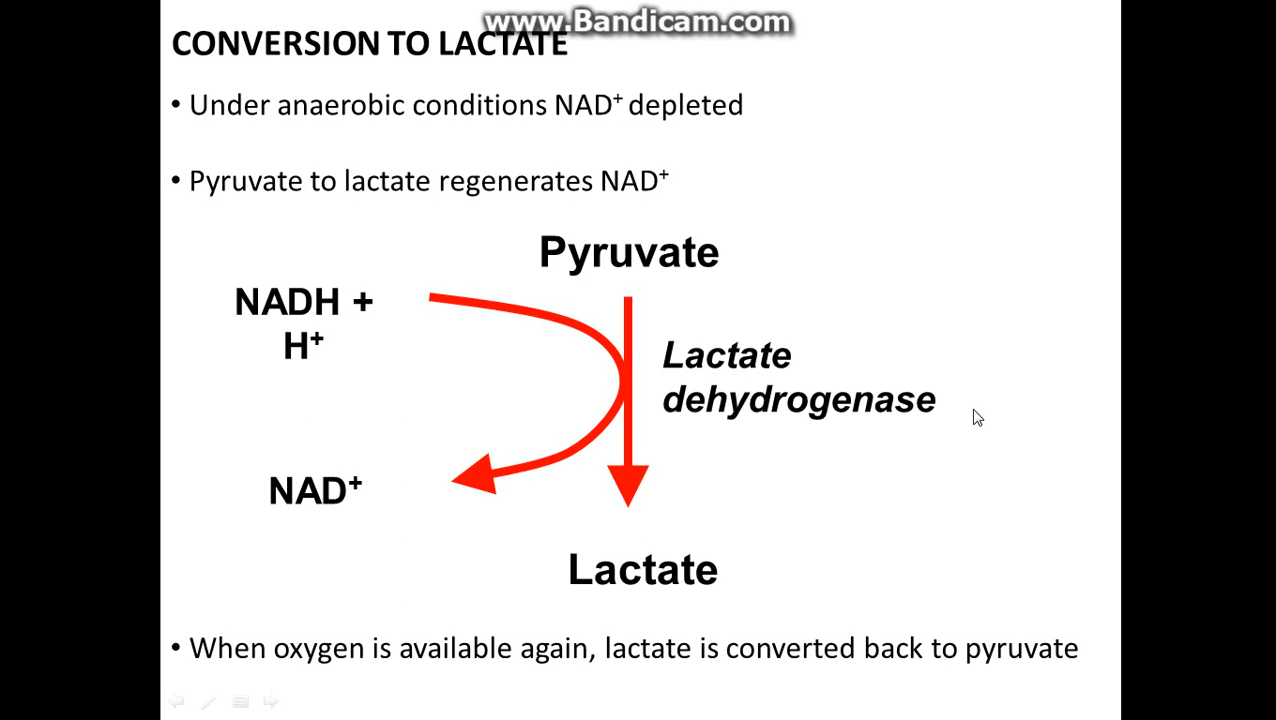 www.Bandicam.com
CONVERSION TO LACTATE
• Under anaerobic conditions NAD⁺ depleted
• Pyruvate to lactate regenerates NAD⁺
Pyruvate
NADH +
H⁺
Lactate
dehydrogenase
NAD⁺
Lactate
• When oxygen is available again, lactate is converted back to pyruvate